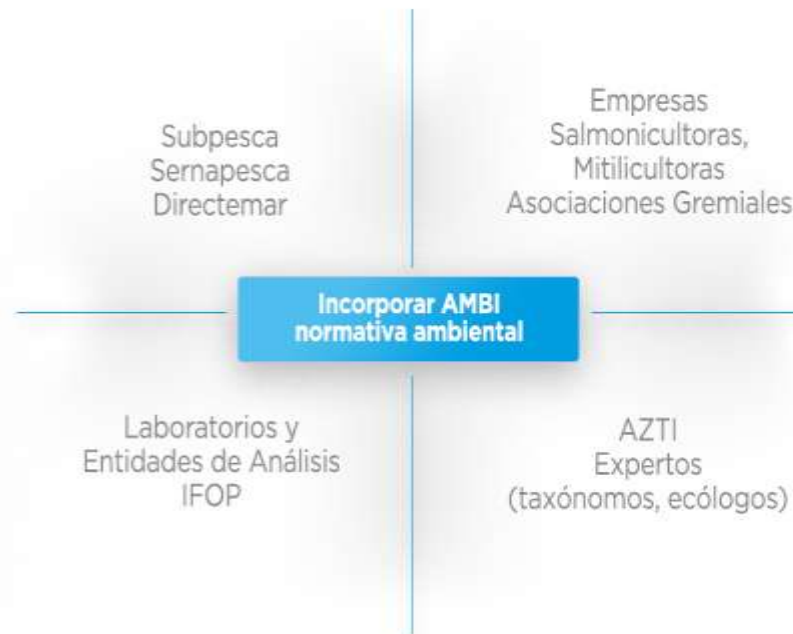 Subpesca
Sernapesca
Directemar
Empresas
Salmonicultoras,
Mitilicultoras
Asociaciones Gremiales
Incorporar AMBI
normativa ambiental
Laboratorios y
Entidades de Análisis
IFOP
AZTI
Expertos
(taxónomos, ecólogos)